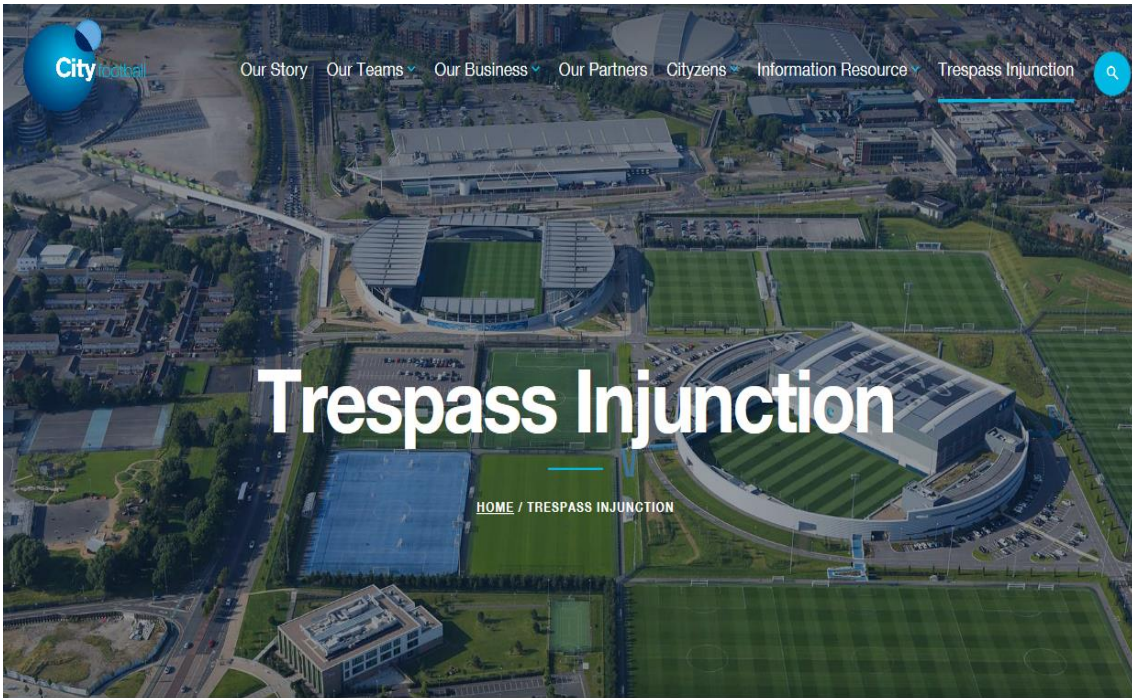 City football
Our Story Our Teams Our Business Our Partners Cityzens Information Resource Trespass Injunction
Trespass Injunction
HOME / TRESPASS INJUNCTION